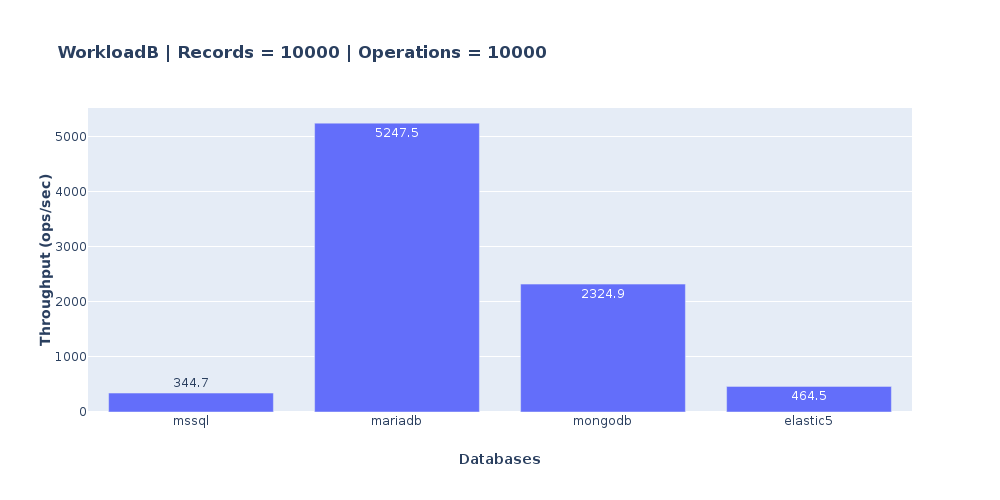 WorkloadB | Records = 10000 | Operations = 10000
Throughput (ops/sec)
5000
4000
3000
2000
1000
0
344.7
5247.5
2324.9
464.5
mssql
mariadb
mongodb
elastic5
Databases